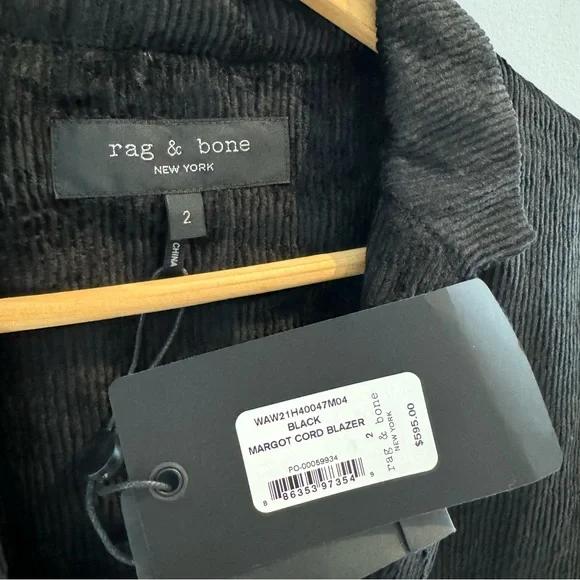 rag & bone
NEW YORK
2
CHINA
WAW21H40047M04
BLACK
MARGOT CORD BLAZER
2
rag & bone
NEW YORK
$595.00
PO-00059934
8 86353 97354 9